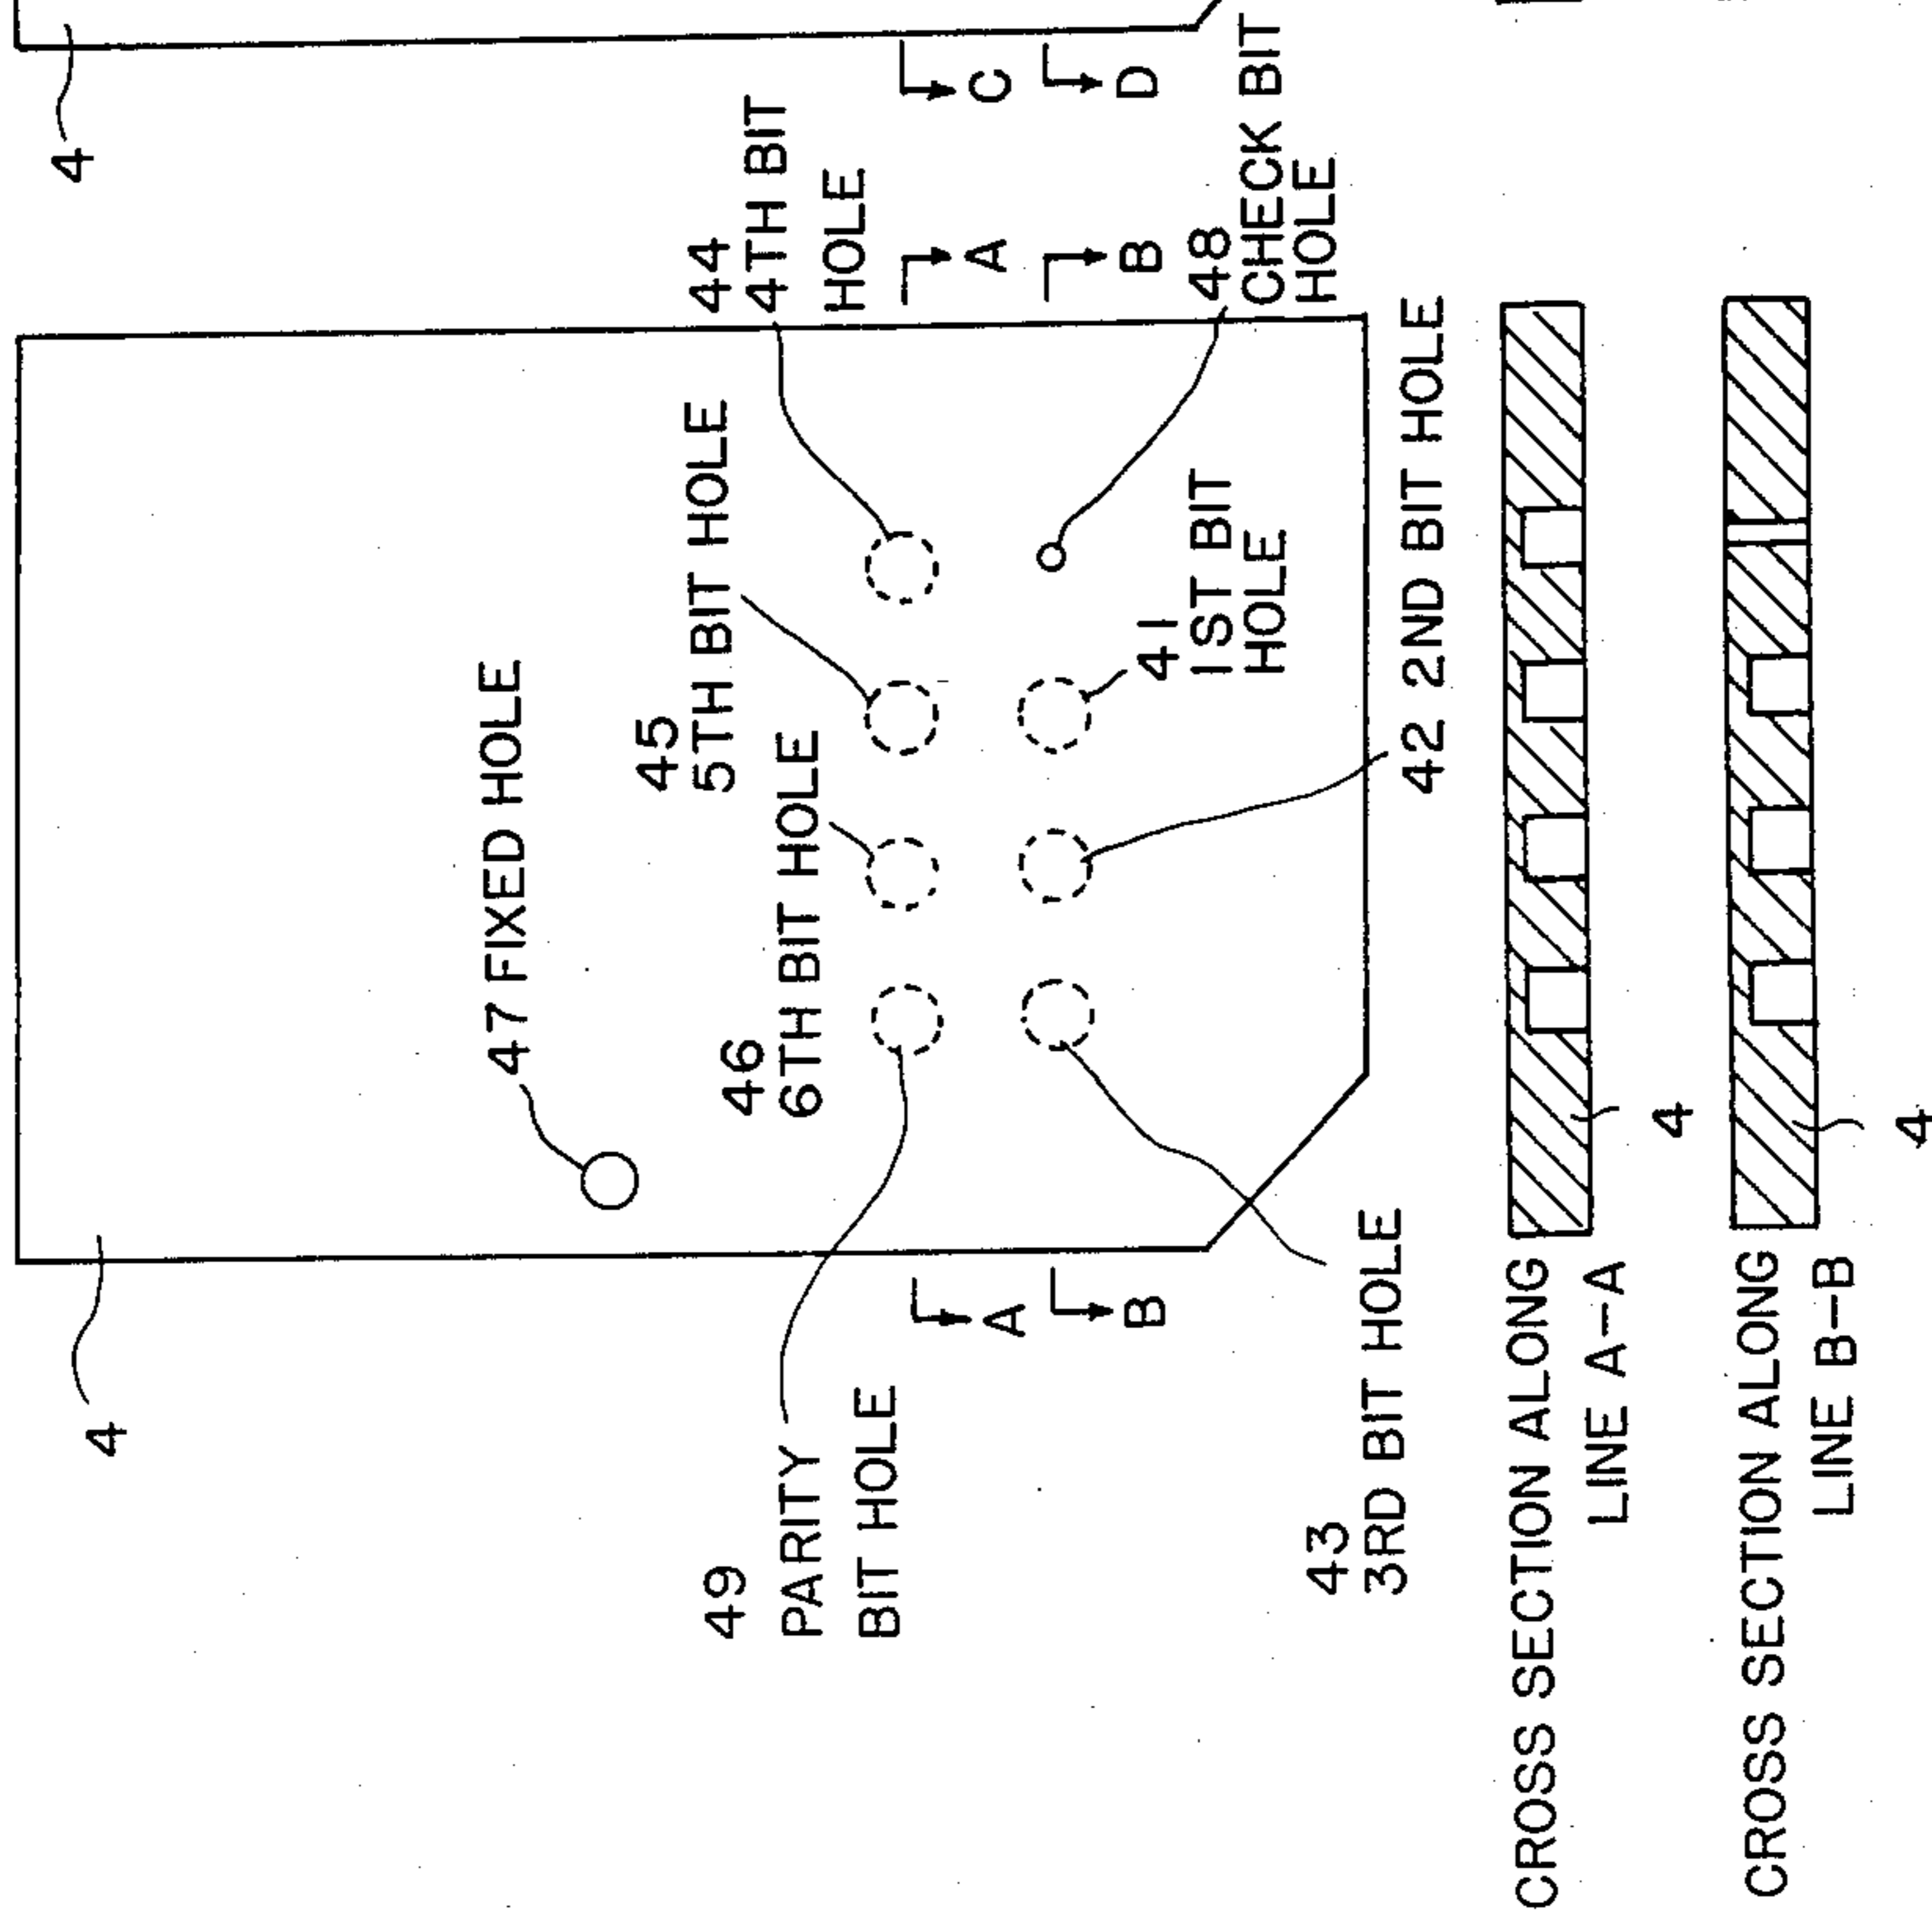 4
4
47 FIXED HOLE
45
5TH BIT HOLE
44
4TH BIT
HOLE
46
6TH BIT HOLE
49
PARITY
BIT HOLE
A
B
A
B
C
D
48
CHECK BIT
HOLE
41
1ST BIT
HOLE
42 2ND BIT HOLE
43
3RD BIT HOLE
CROSS SECTION ALONG
LINE A-A
4
CROSS SECTION ALONG
LINE B-B
4